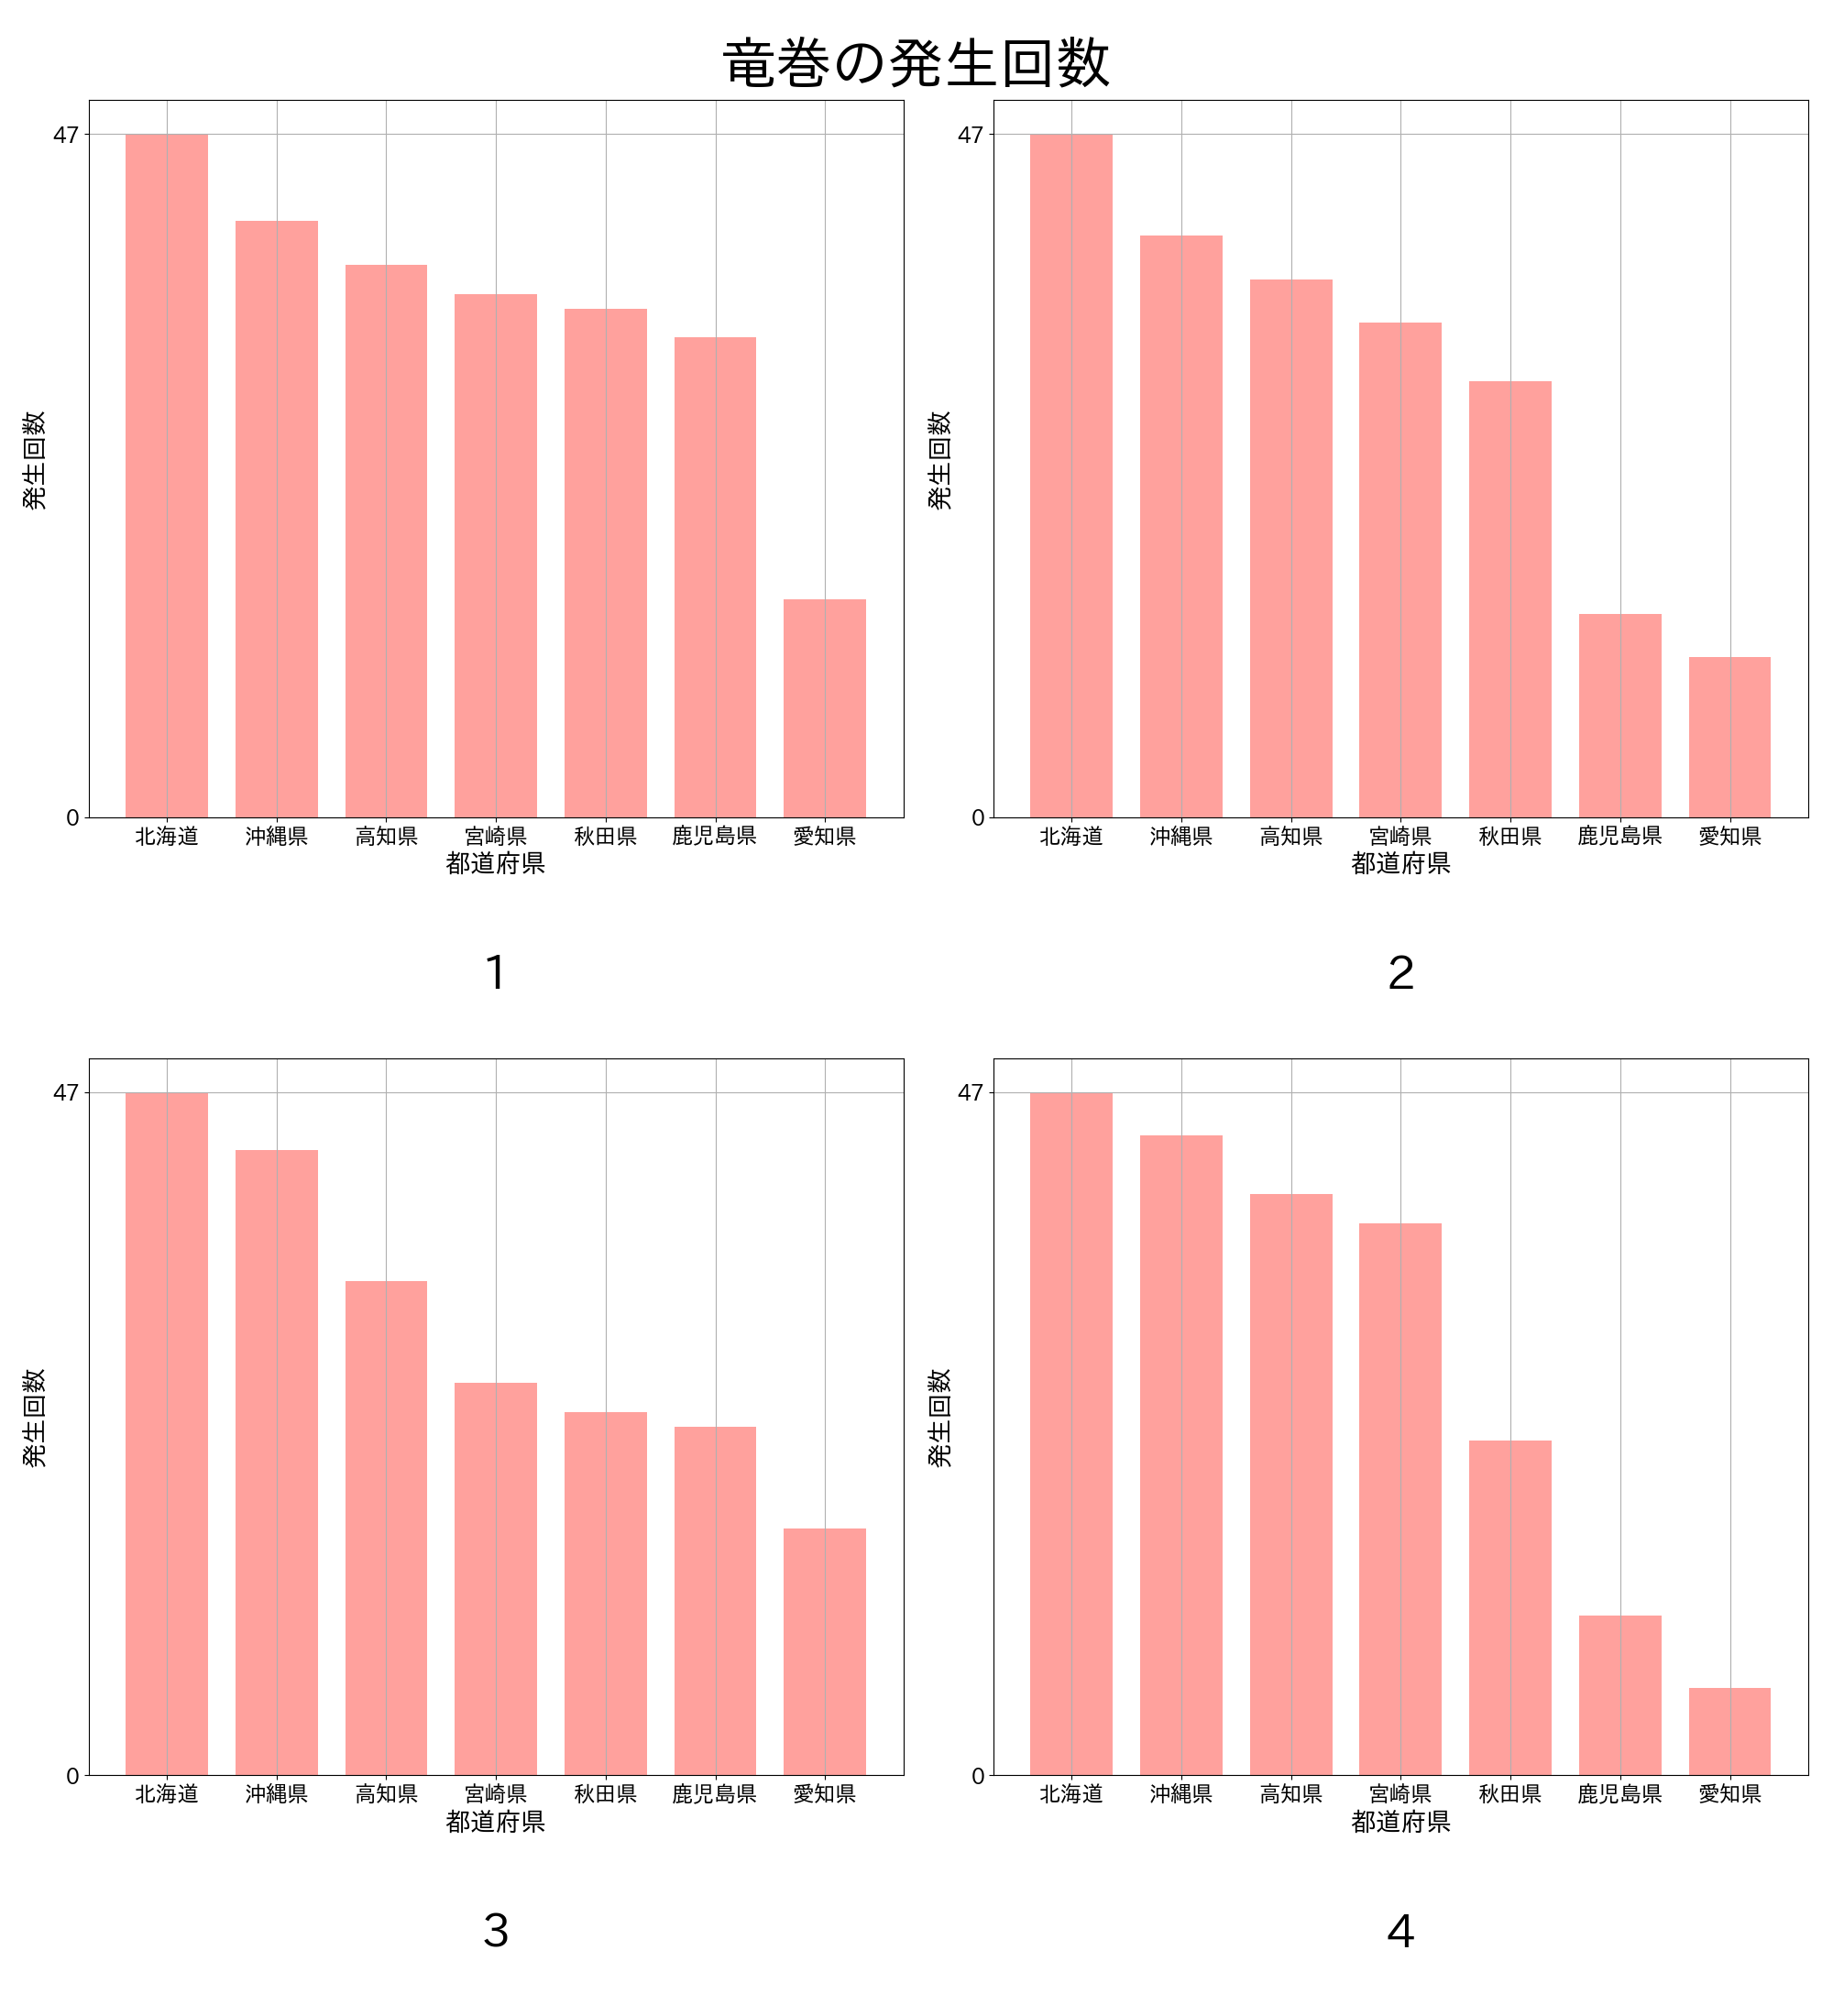 竜巻の発生回数
47
0
発生回数
北海道 沖縄県 高知県 宮崎県 秋田県 鹿児島県 愛知県
都道府県
1
47
0
発生回数
北海道 沖縄県 高知県 宮崎県 秋田県 鹿児島県 愛知県
都道府県
2
47
0
発生回数
北海道 沖縄県 高知県 宮崎県 秋田県 鹿児島県 愛知県
都道府県
3
47
0
発生回数
北海道 沖縄県 高知県 宮崎県 秋田県 鹿児島県 愛知県
都道府県
4